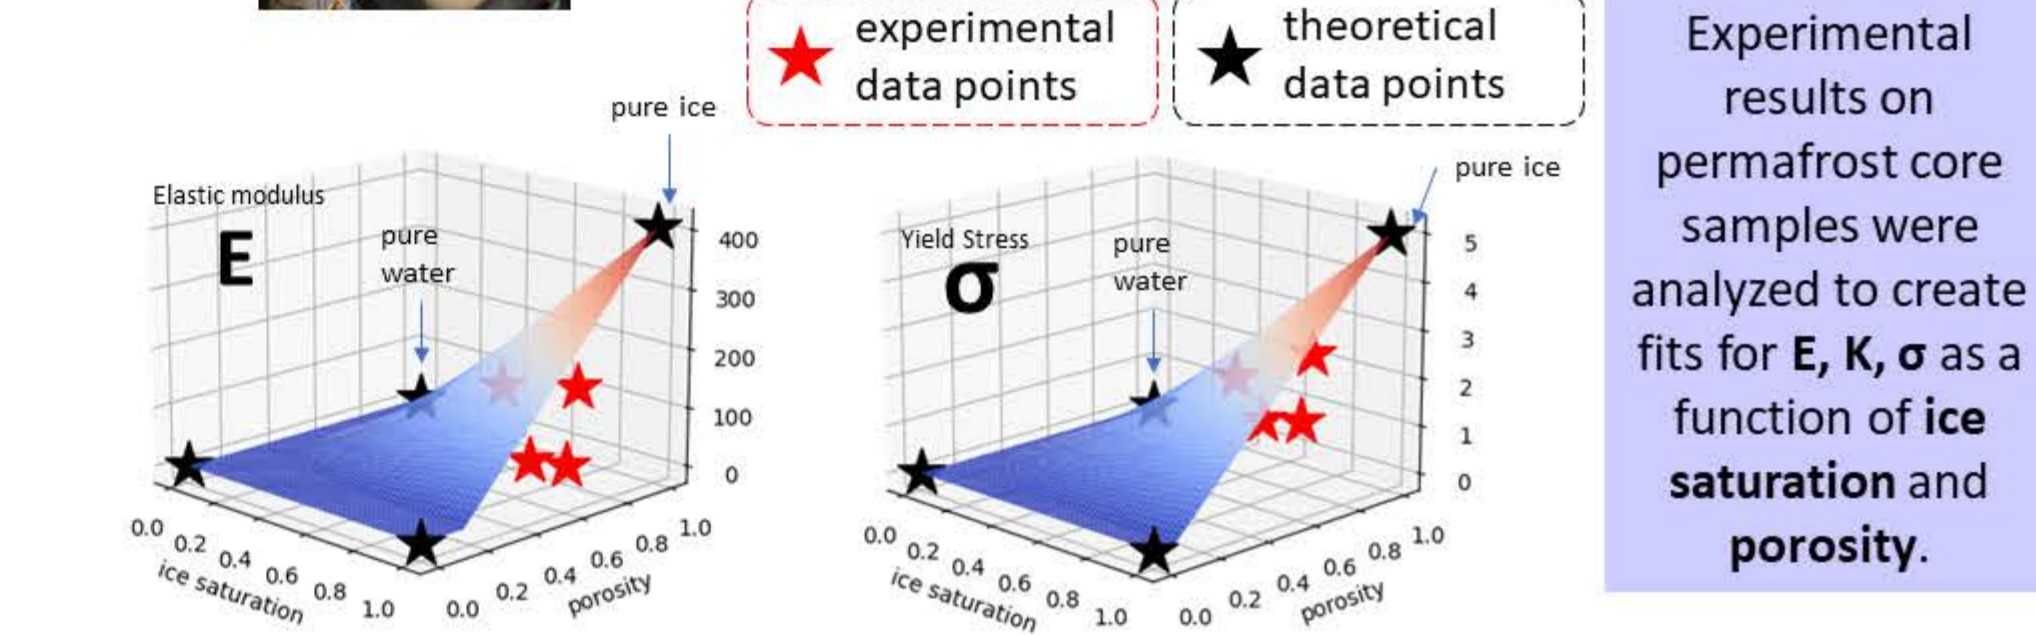 experimental
data points
theoretical
data points
pure ice
Elastic modulus
E
pure
water
400
300
200
100
0
0.0
0.2
0.4
0.6
0.8
1.0
ice saturation
0.0
0.2
0.4
0.6
0.8
1.0
porosity
pure ice
Yield Stress
σ
pure
water
5
4
3
2
1
0
0.0
0.2
0.4
0.6
0.8
1.0
ice saturation
0.0
0.2
0.4
0.6
0.8
1.0
porosity
Experimental
results on
permafrost core
samples were
analyzed to create
fits for E, K, σ as a
function of ice
saturation and
porosity.